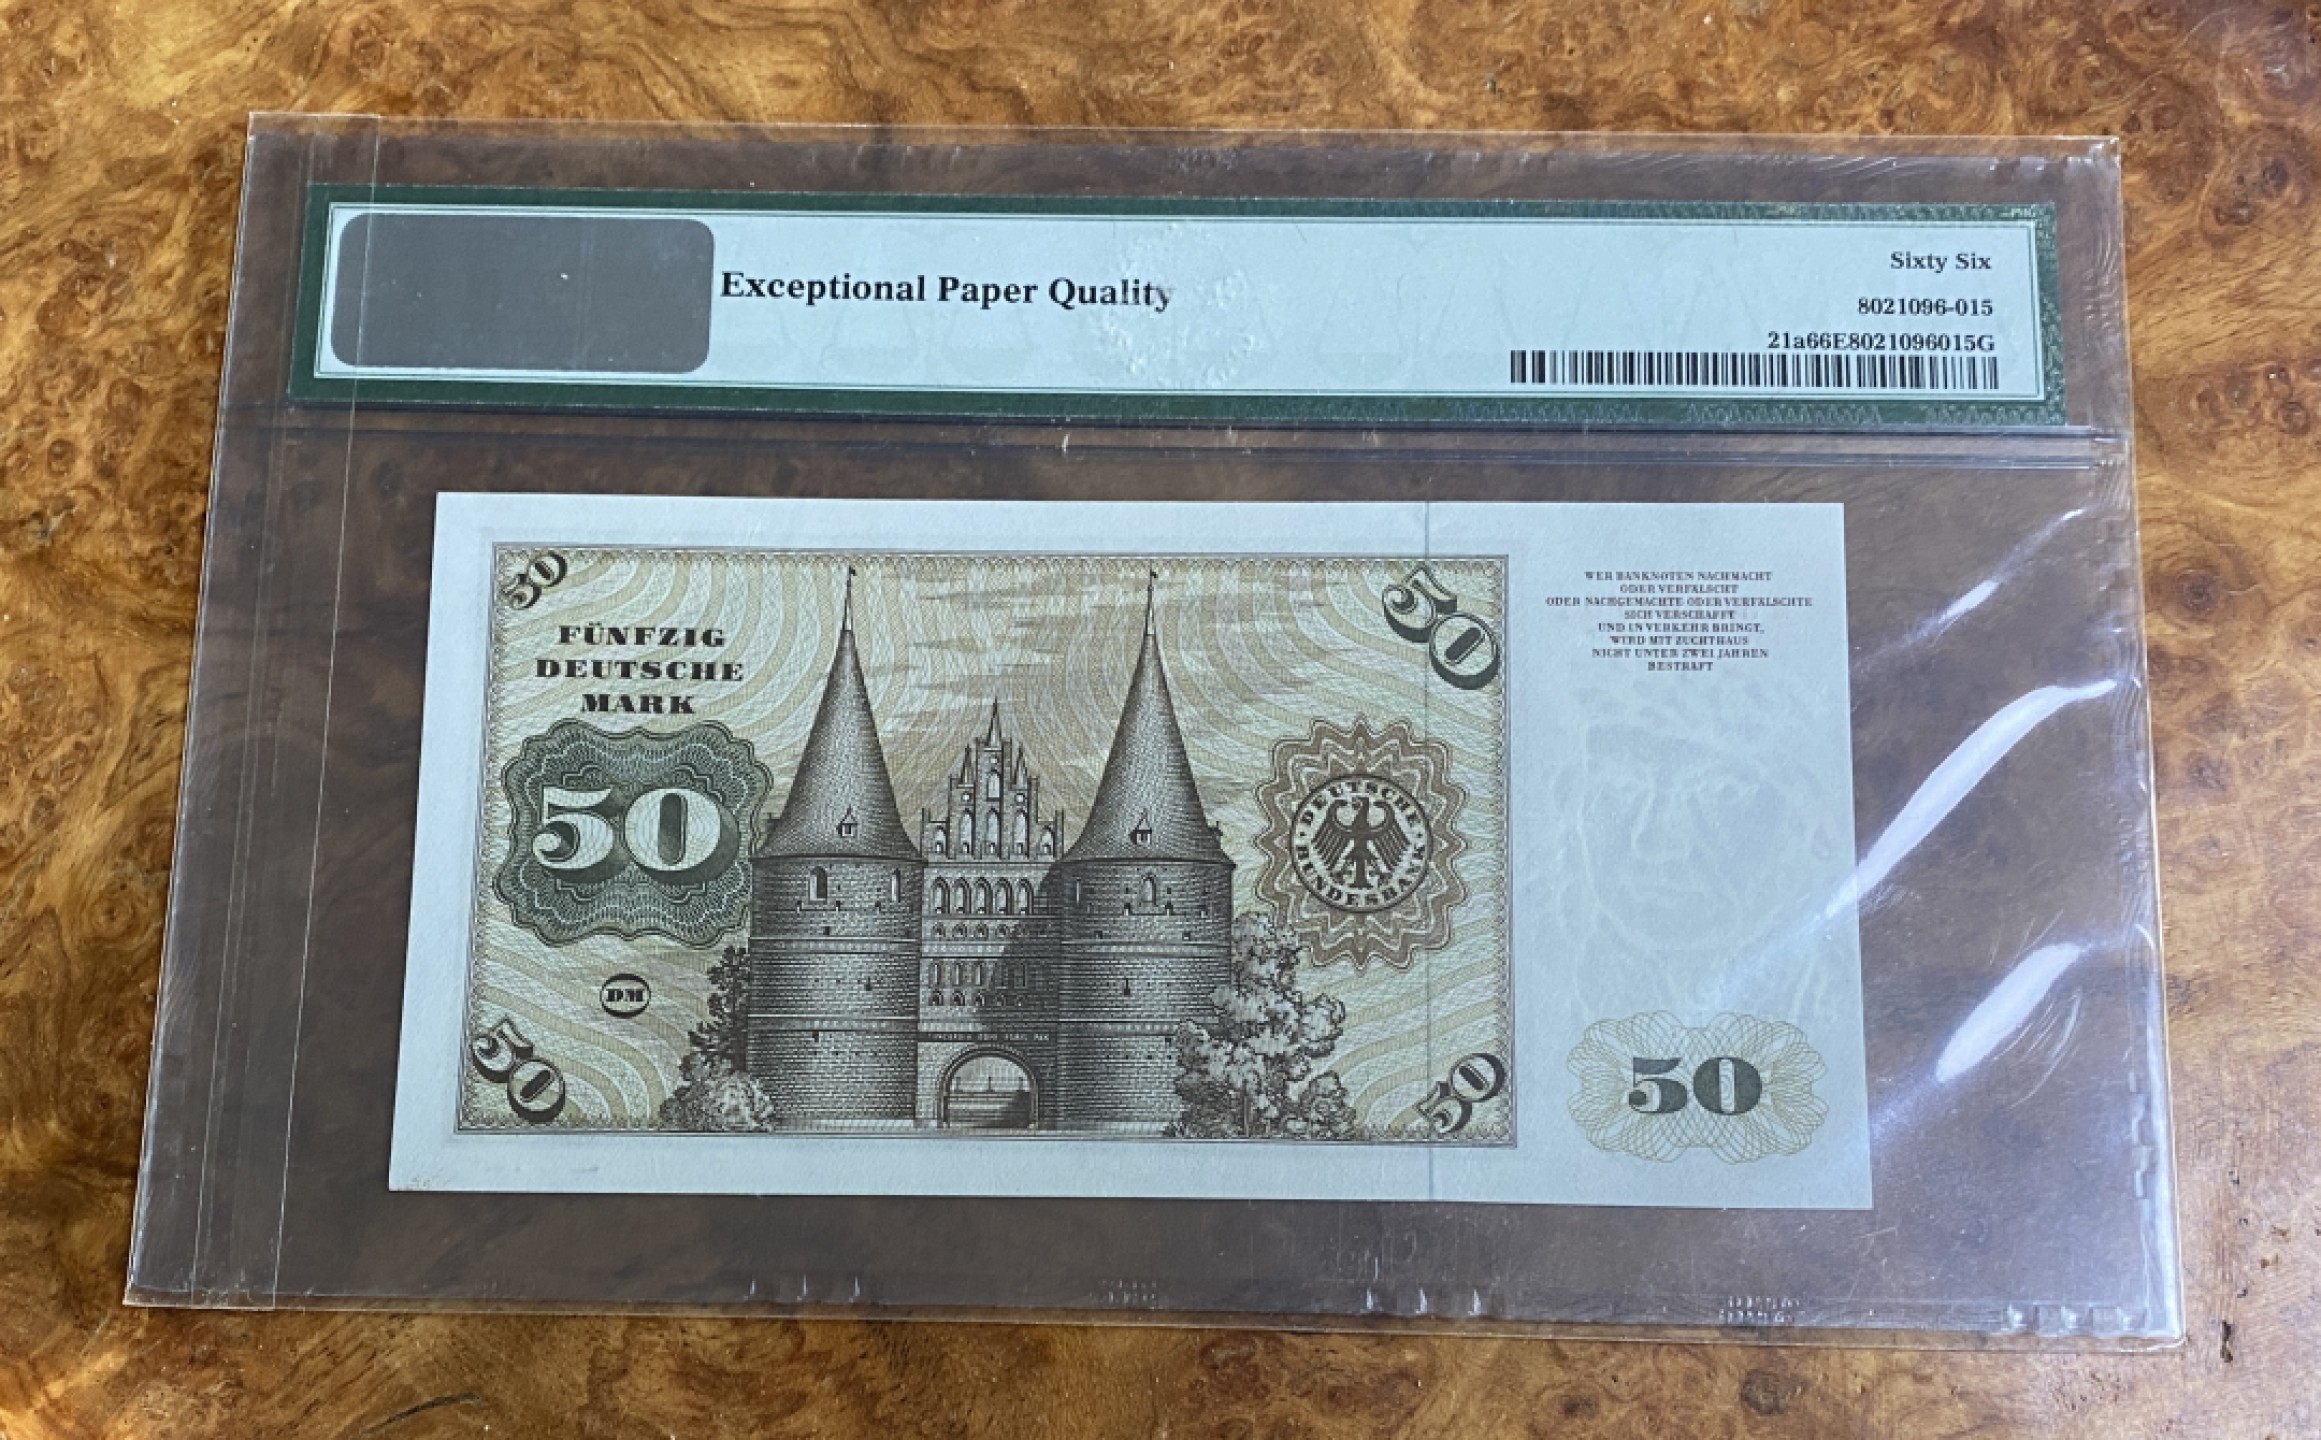 PMG
Exceptional Paper Quality
Sixty Six
8021096-015
21a66E8021096015G
50
50
FÜNFZIG
DEUTSCHE
MARK
50
DEUTSCHE
BUNDESBANK
DM
50
50
WER BANKNOTEN NACHMACHT
ODER VERFÄLSCHT
ODER NACHGEMACHTE ODER VERFÄLSCHTE
SICH VERSCHAFFT
UND IN VERKEHR BRINGT,
WIRD MIT ZUCHTHAUS
NICHT UNTER ZWEI JAHREN
BESTRAFT
50